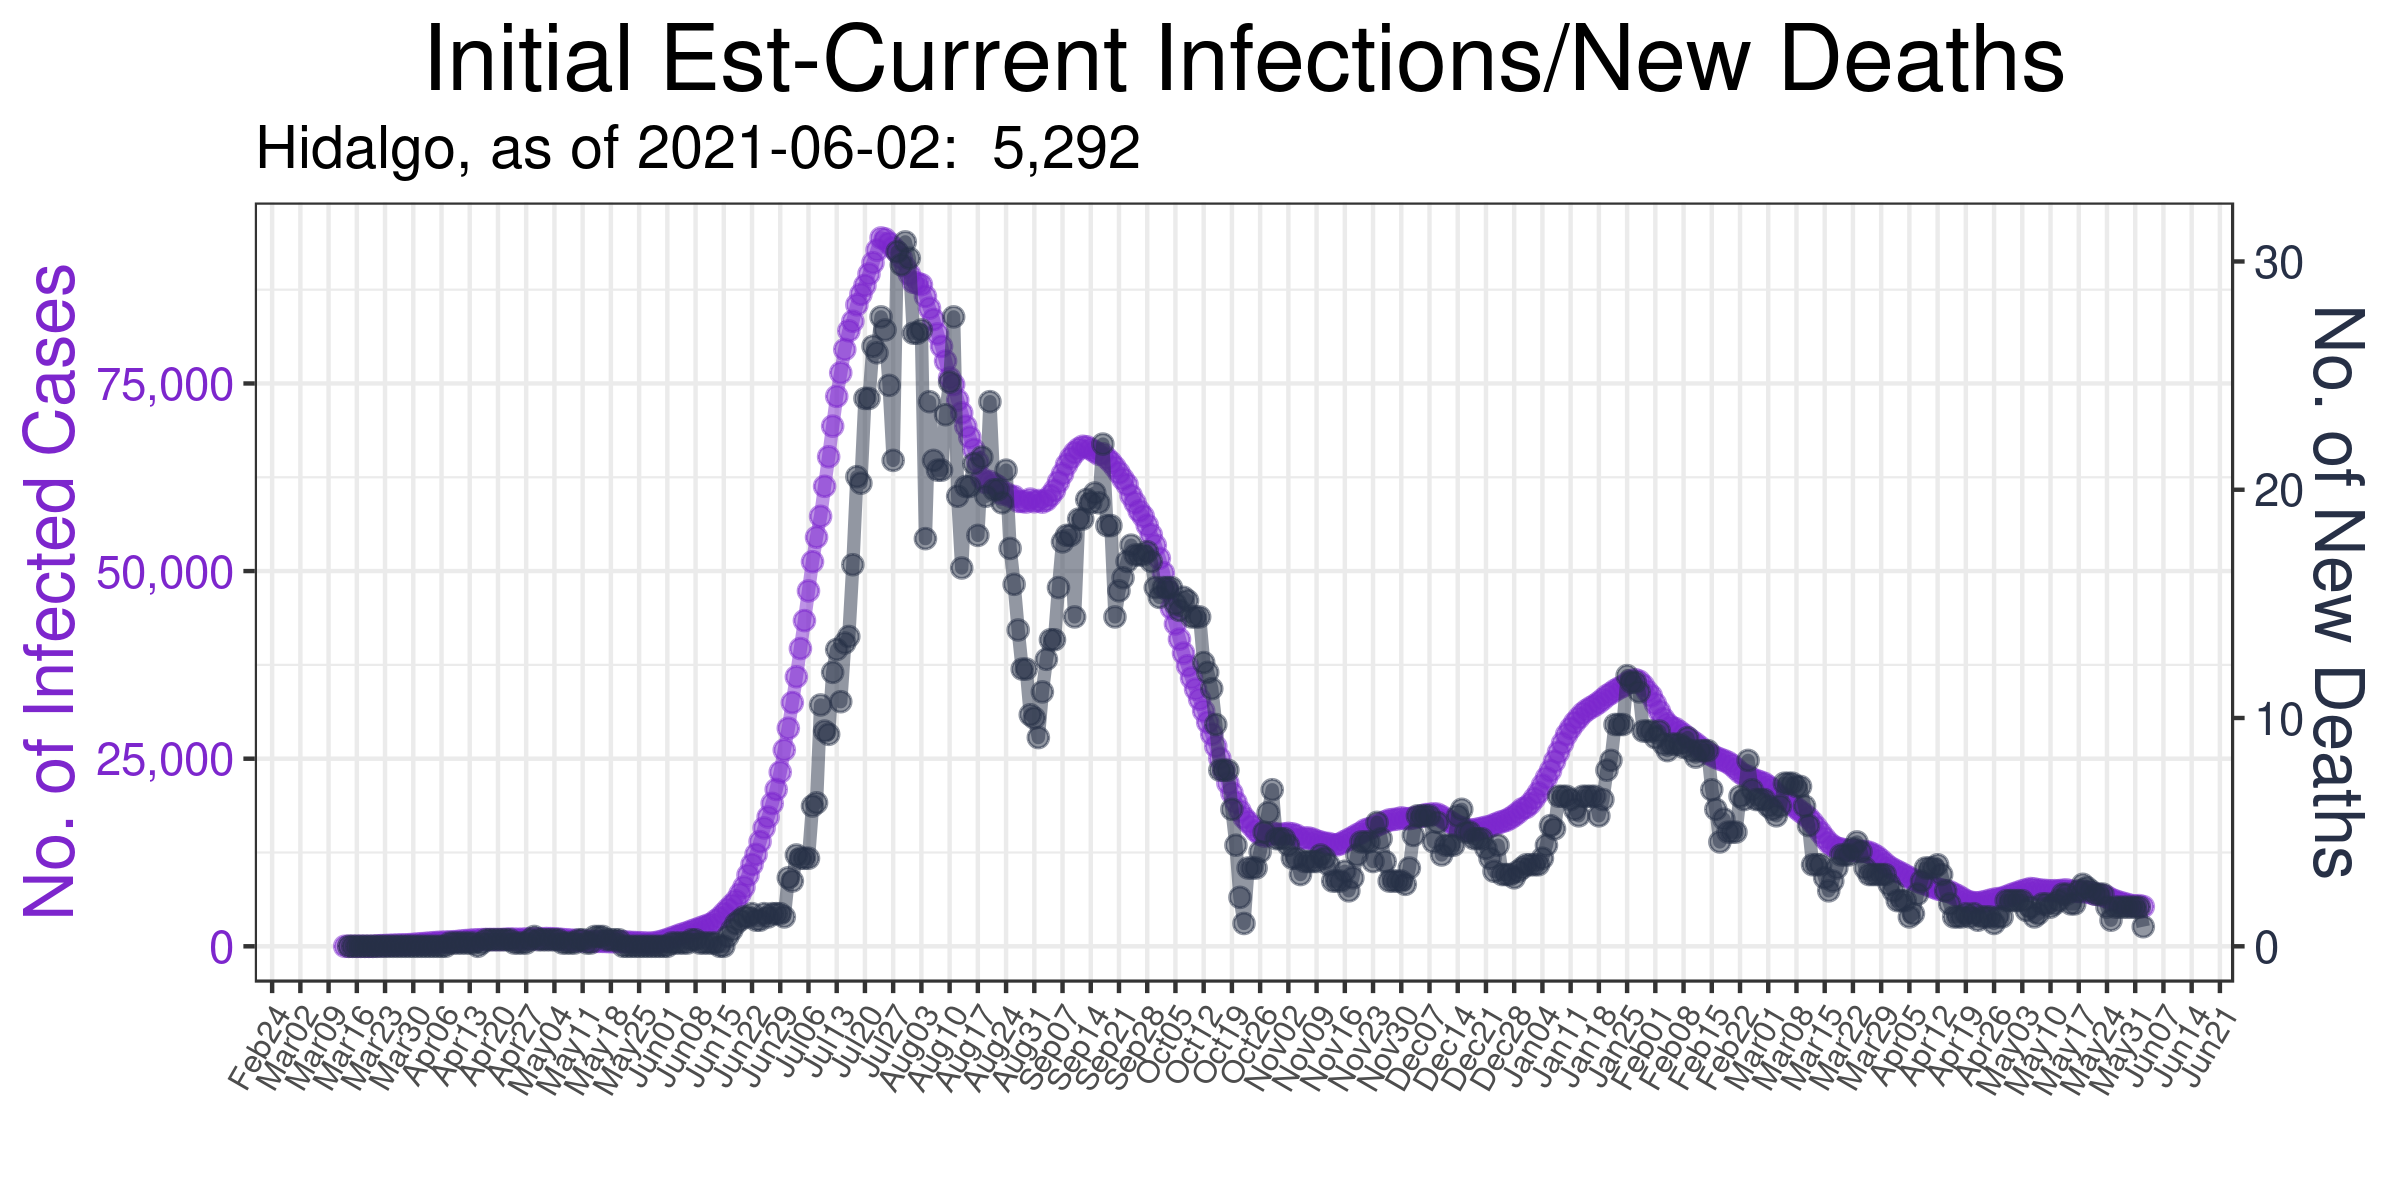 Initial Est-Current Infections/New Deaths
Hidalgo, as of 2021-06-02:  5,292
No. of Infected Cases
75,000
50,000
25,000
0
30
20
10
0
No. of New Deaths
Feb24
Mar02
Mar09
Mar16
Mar23
Mar30
Apr06
Apr13
Apr20
Apr27
May04
May11
May18
May25
Jun01
Jun08
Jun15
Jun22
Jun29
Jul06
Jul13
Jul20
Jul27
Aug03
Aug10
Aug17
Aug24
Aug31
Sep07
Sep14
Sep21
Sep28
Oct05
Oct12
Oct19
Oct26
Nov02
Nov09
Nov16
Nov23
Nov30
Dec07
Dec14
Dec21
Dec28
Jan04
Jan11
Jan18
Jan25
Feb01
Feb08
Feb15
Feb22
Mar01
Mar08
Mar15
Mar22
Mar29
Apr05
Apr12
Apr19
Apr26
May03
May10
May17
May24
May31
Jun07
Jun14
Jun21